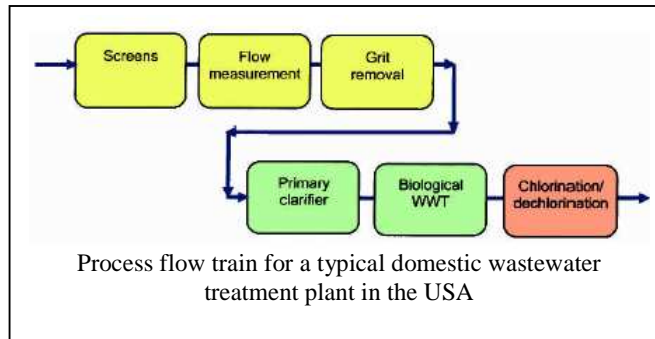 Screens
Flow
measurement
Grit
removal
Primary
clarifier
Biological
WWT
Chlorination/
dechlorination
Process flow train for a typical domestic wastewater
treatment plant in the USA